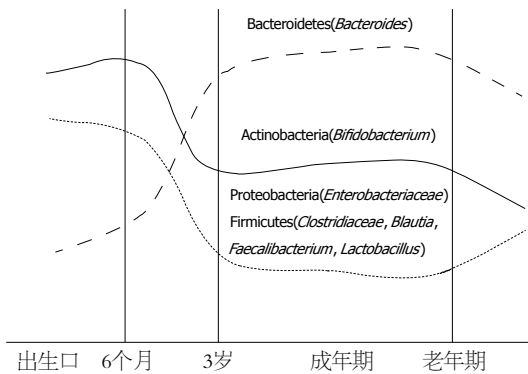 Bacteroidetes(Bacteroides)
Actinobacteria(Bifidobacterium)
Proteobacteria(Enterobacteriaceae)
Firmicutes(Clostridiaceae, Blautia,
Faecalibacterium, Lactobacillus)
出生口 6个月 3岁 成年期 老年期